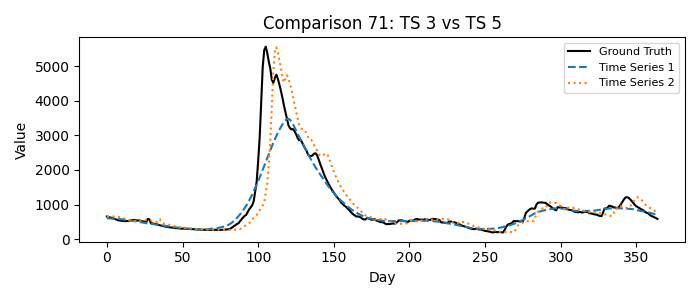 Comparison 71: TS 3 vs TS 5
Ground Truth
Time Series 1
Time Series 2
Value
5000
4000
3000
2000
1000
0
0 50 100 150 200 250 300 350
Day